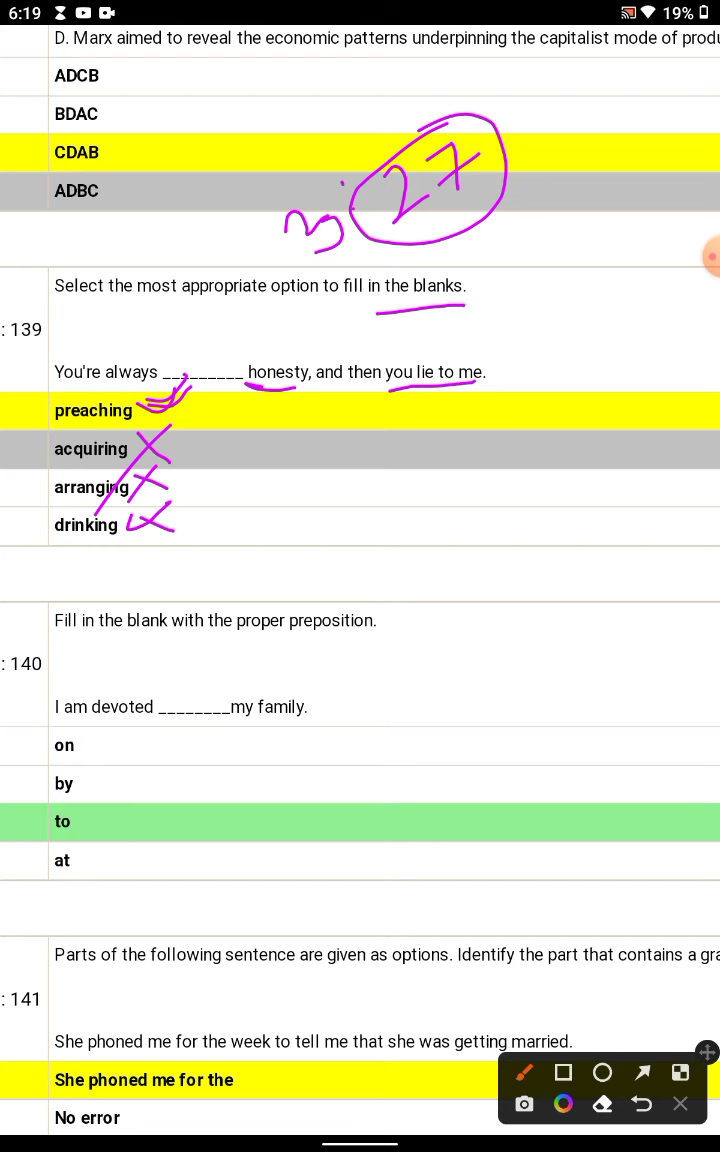 6:19
19%
D. Marx aimed to reveal the economic patterns underpinning the capitalist mode of produ
ADCB
BDAC
CDAB
ADBC
27
3
Select the most appropriate option to fill in the blanks.
: 139
You're always _________ honesty, and then you lie to me.
preaching
acquiring
arranging
drinking
Fill in the blank with the proper preposition.
: 140
I am devoted ________my family.
on
by
to
at
Parts of the following sentence are given as options. Identify the part that contains a gra
: 141
She phoned me for the week to tell me that she was getting married.
She phoned me for the
No error